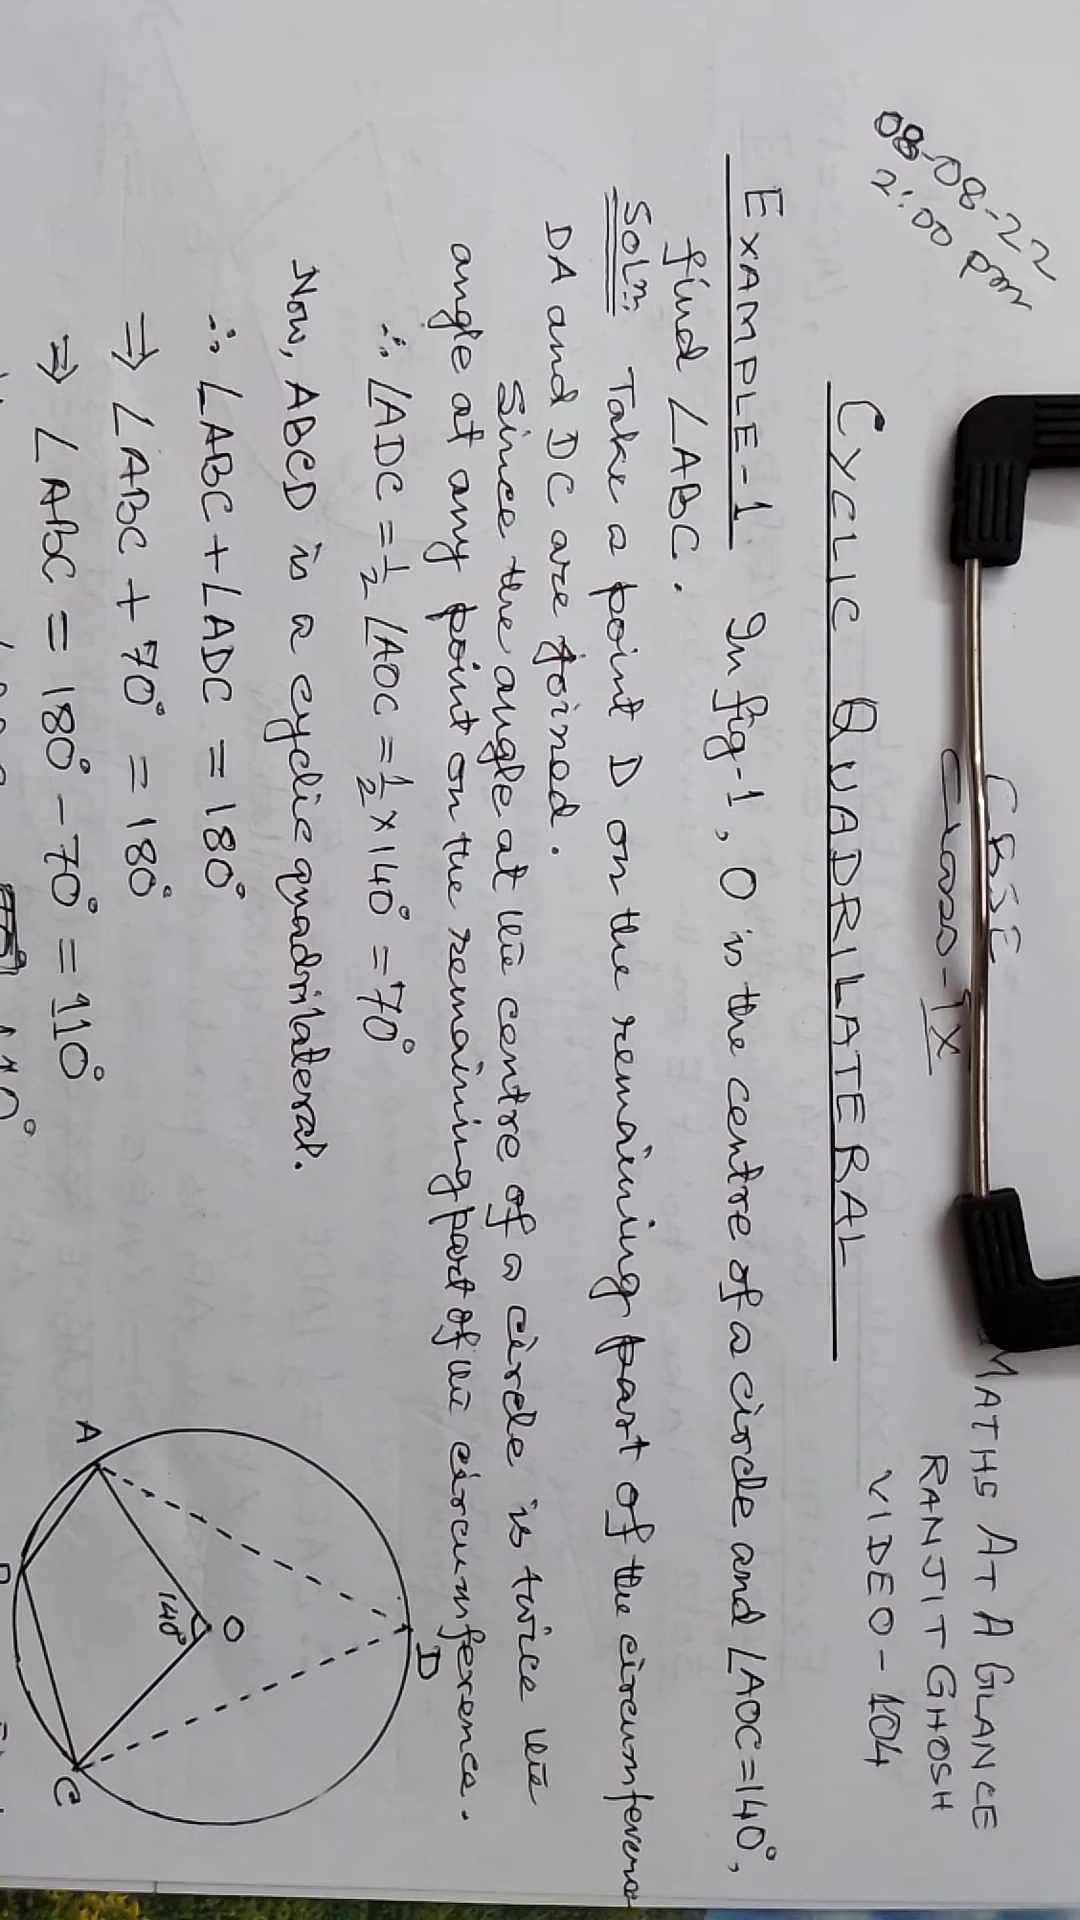 08-08-22
2:00 pm
CBSE
Class-IX
MATHS AT A GLANCE
RANJIT GHOSH
VIDEO-104
CYCLIC QUADRILATERAL
EXAMPLE-1. In fig-1, O is the centre of a circle and ∠AOC=140°,
find ∠ABC.
Soln: Take a point D on the remaining part of the circumference
DA and DC are joined.
Since the angle at the centre of a circle is twice the
angle at any point on the remaining part of the circumference.
∴ ∠ADC = 1/2 ∠AOC = 1/2 × 140° = 70°
Now, ABCD is a cyclic quadrilateral.
∴ ∠ABC + ∠ADC = 180°
⇒ ∠ABC + 70° = 180°
⇒ ∠ABC = 180° - 70° = 110°
D
O
140°
A
C